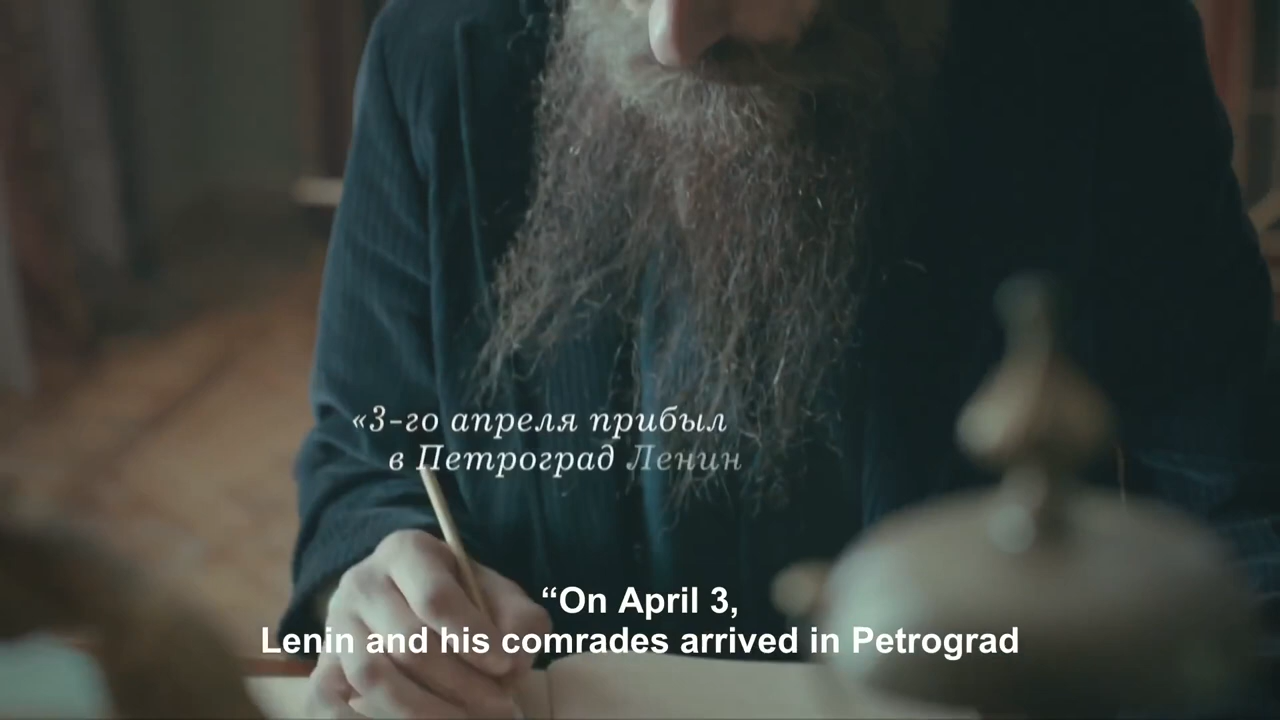 «3-го апреля прибыл
в Петроград Ленин
“On April 3,
Lenin and his comrades arrived in Petrograd